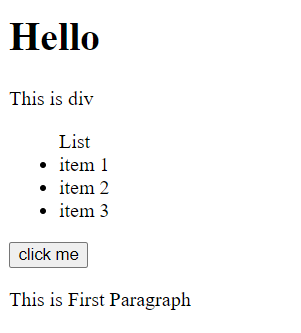 Hello
This is div
List
item 1
item 2
item 3
click me
This is First Paragraph